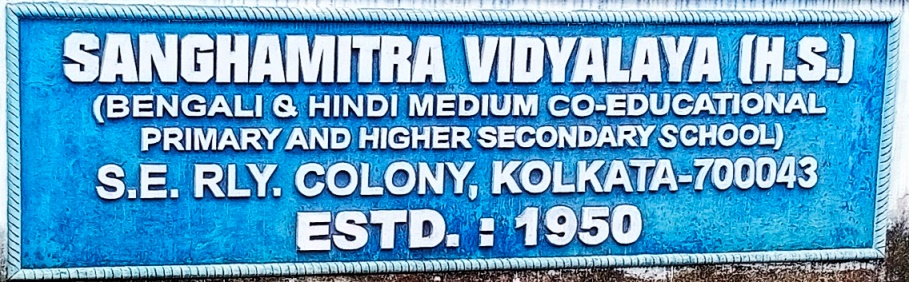 SANGHAMITRA VIDYALAYA (H.S.)
(BENGALI & HINDI MEDIUM CO-EDUCATIONAL
PRIMARY AND HIGHER SECONDARY SCHOOL)
S.E. RLY. COLONY, KOLKATA-700043
ESTD. : 1950